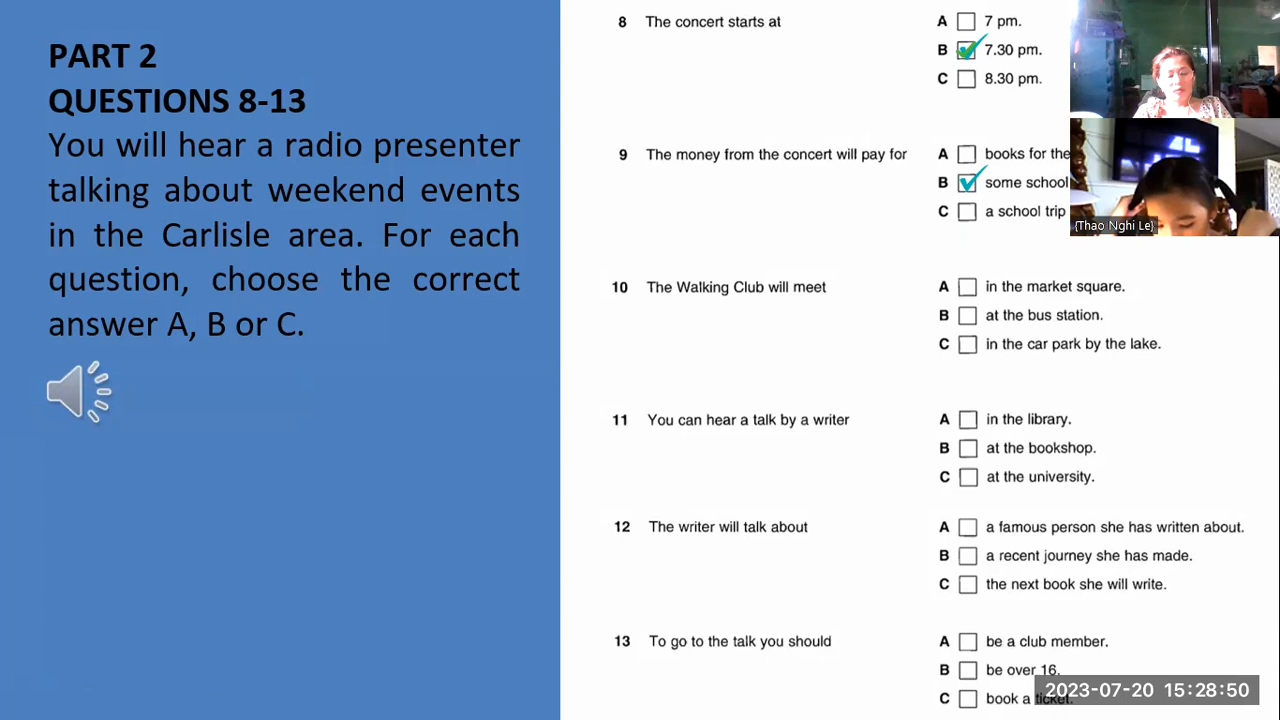 PART 2
QUESTIONS 8-13
You will hear a radio presenter
talking about weekend events
in the Carlisle area. For each
question, choose the correct
answer A, B or C.
8 The concert starts at
A 7 pm.
B 7.30 pm.
C 8.30 pm.
9 The money from the concert will pay for
A books for the
B some school
C a school trip
{Thao Nghi Le}
10 The Walking Club will meet
A in the market square.
B at the bus station.
C in the car park by the lake.
11 You can hear a talk by a writer
A in the library.
B at the bookshop.
C at the university.
12 The writer will talk about
A a famous person she has written about.
B a recent journey she has made.
C the next book she will write.
13 To go to the talk you should
A be a club member.
B be over 16.
C book a ticket.
2023-07-20 15:28:50